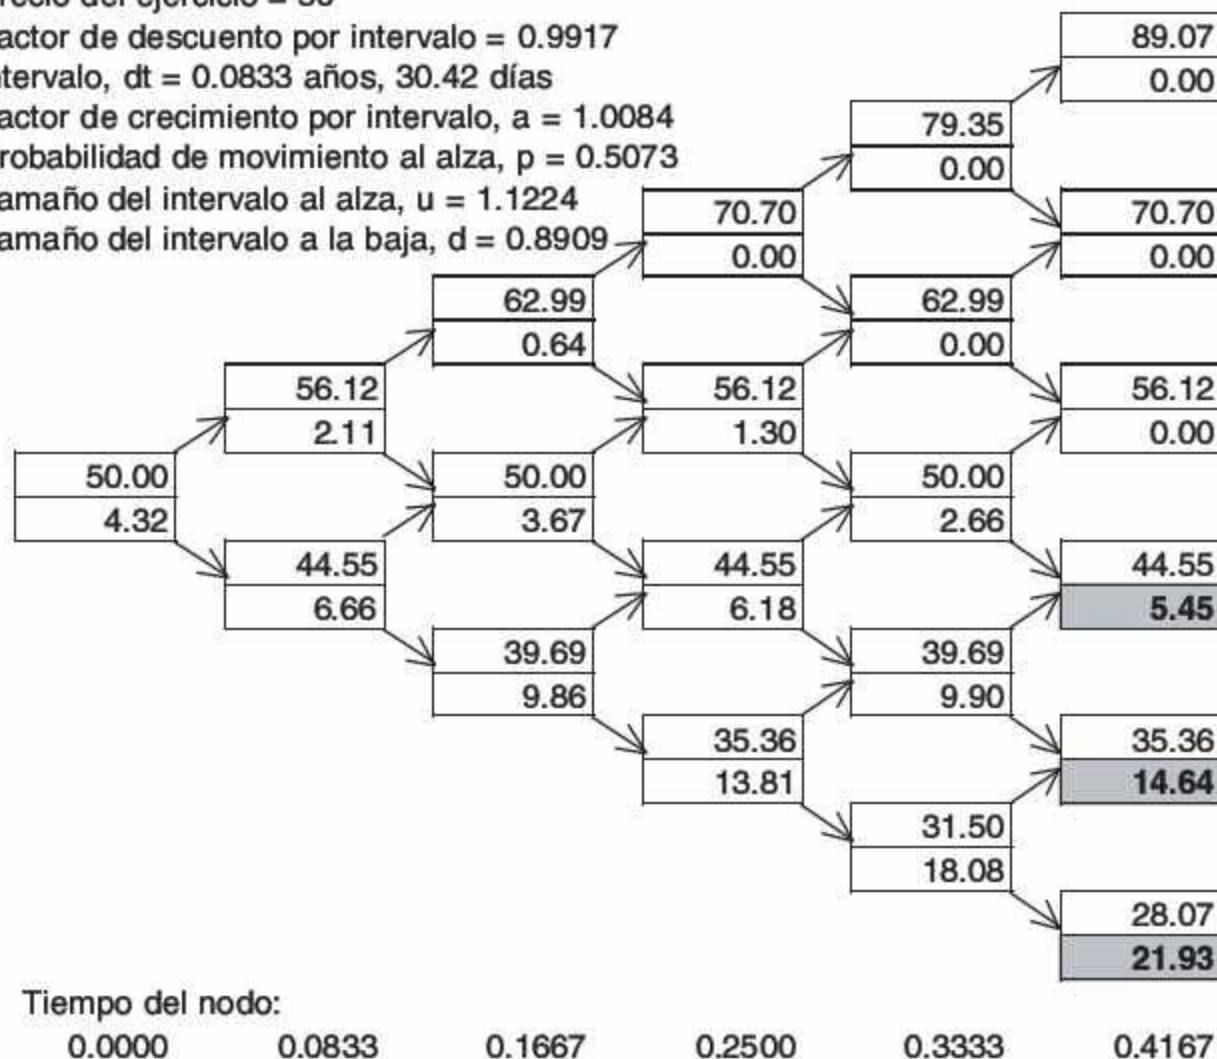 recio del ejercicio = 50
actor de descuento por intervalo = 0.9917 89.07
ntervalo, dt = 0.0833 años, 30.42 días 0.00
actor de crecimiento por intervalo, a = 1.0084 79.35
robabilidad de movimiento al alza, p = 0.5073 0.00
amaño del intervalo al alza, u = 1.1224 70.70 70.70
amaño del intervalo a la baja, d = 0.8909 0.00 0.00
62.99 62.99
0.64 0.00
56.12 56.12 56.12
2.11 1.30 0.00
50.00 50.00 50.00
4.32 3.67 2.66
44.55 44.55 44.55
6.66 6.18 5.45
39.69 39.69
9.86 9.90
35.36 35.36
13.81 14.64
31.50
18.08
28.07
21.93
Tiempo del nodo:
0.0000 0.0833 0.1667 0.2500 0.3333 0.4167